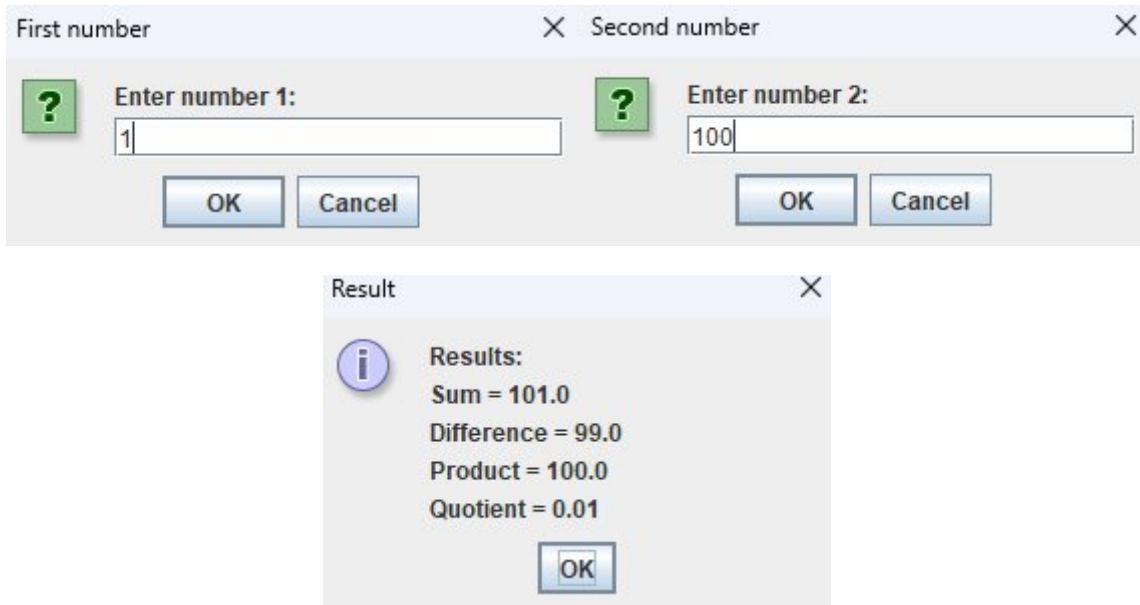 First number
Enter number 1:
1
OK Cancel
Second number
Enter number 2:
100
OK Cancel
Result
Results:
Sum = 101.0
Difference = 99.0
Product = 100.0
Quotient = 0.01
OK